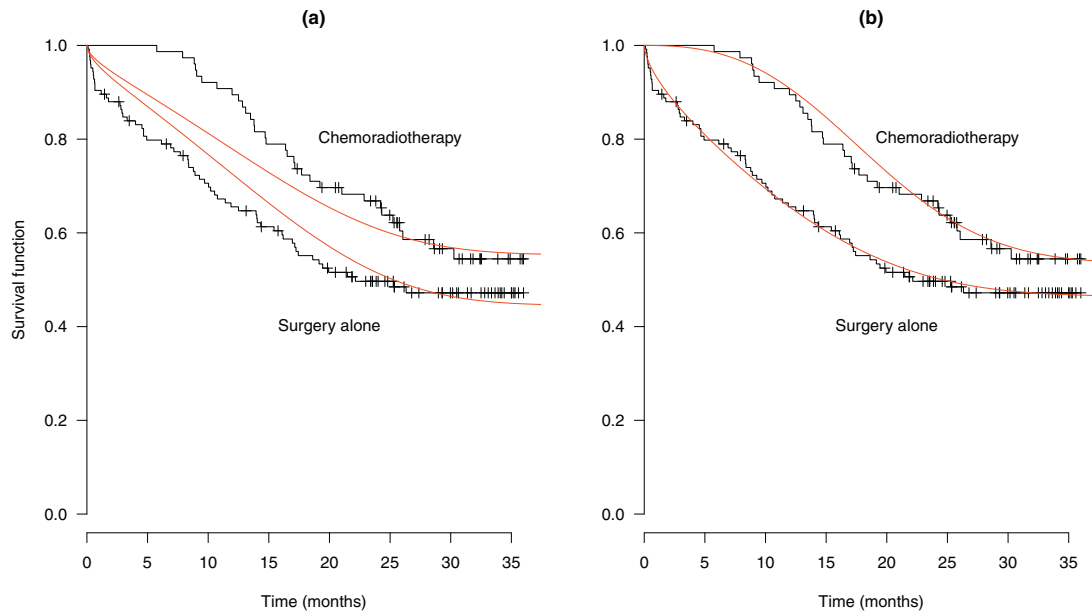 (a)
1.0
0.8
0.6
0.4
0.2
0.0
Survival function
Chemoradiotherapy
Surgery alone
0 5 10 15 20 25 30 35
Time (months)
(b)
1.0
0.8
0.6
0.4
0.2
0.0
Chemoradiotherapy
Surgery alone
0 5 10 15 20 25 30 35
Time (months)